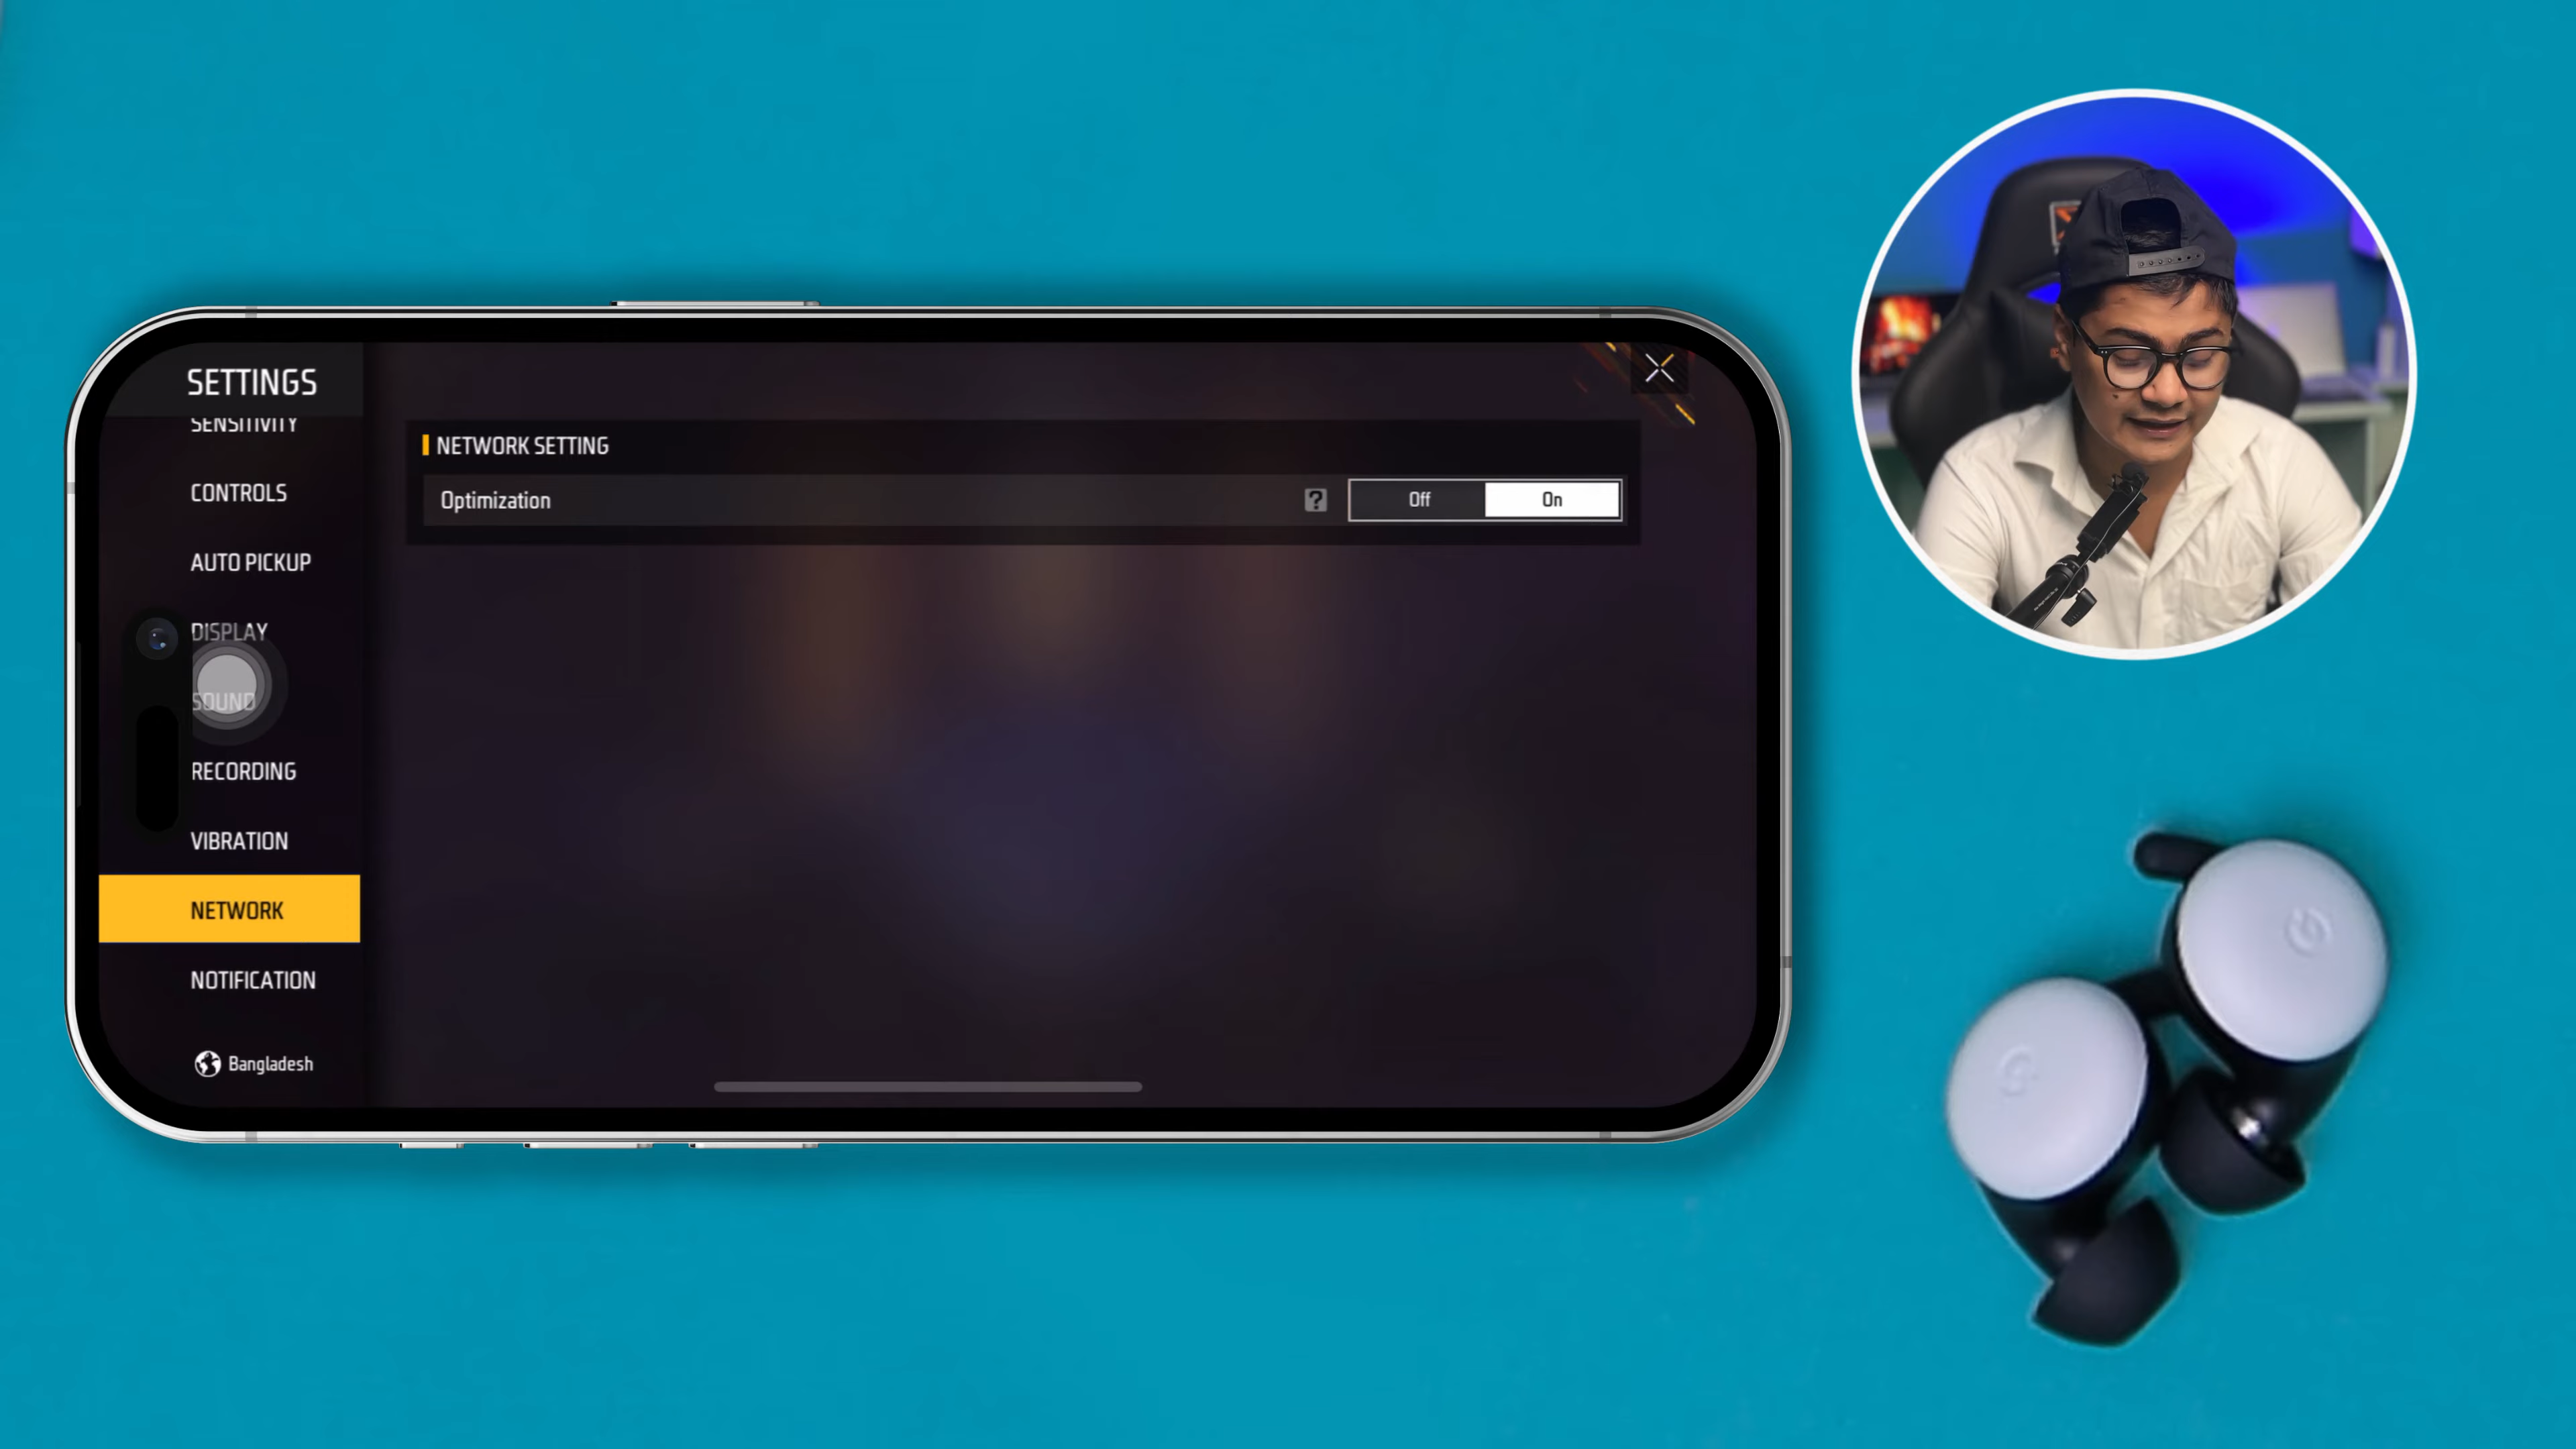 SETTINGS
SENSITIVITY
CONTROLS
AUTO PICKUP
DISPLAY
SOUND
RECORDING
VIBRATION
NETWORK
NOTIFICATION
Bangladesh
NETWORK SETTING
Optimization
?
Off
On